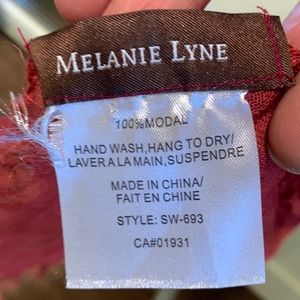 MELANIE LYNE
100%MODAL
HAND WASH,HANG TO DRY/
LAVER A LA MAIN,SUSPENDRE
MADE IN CHINA/
FAIT EN CHINE
STYLE: SW-693
CA#01931